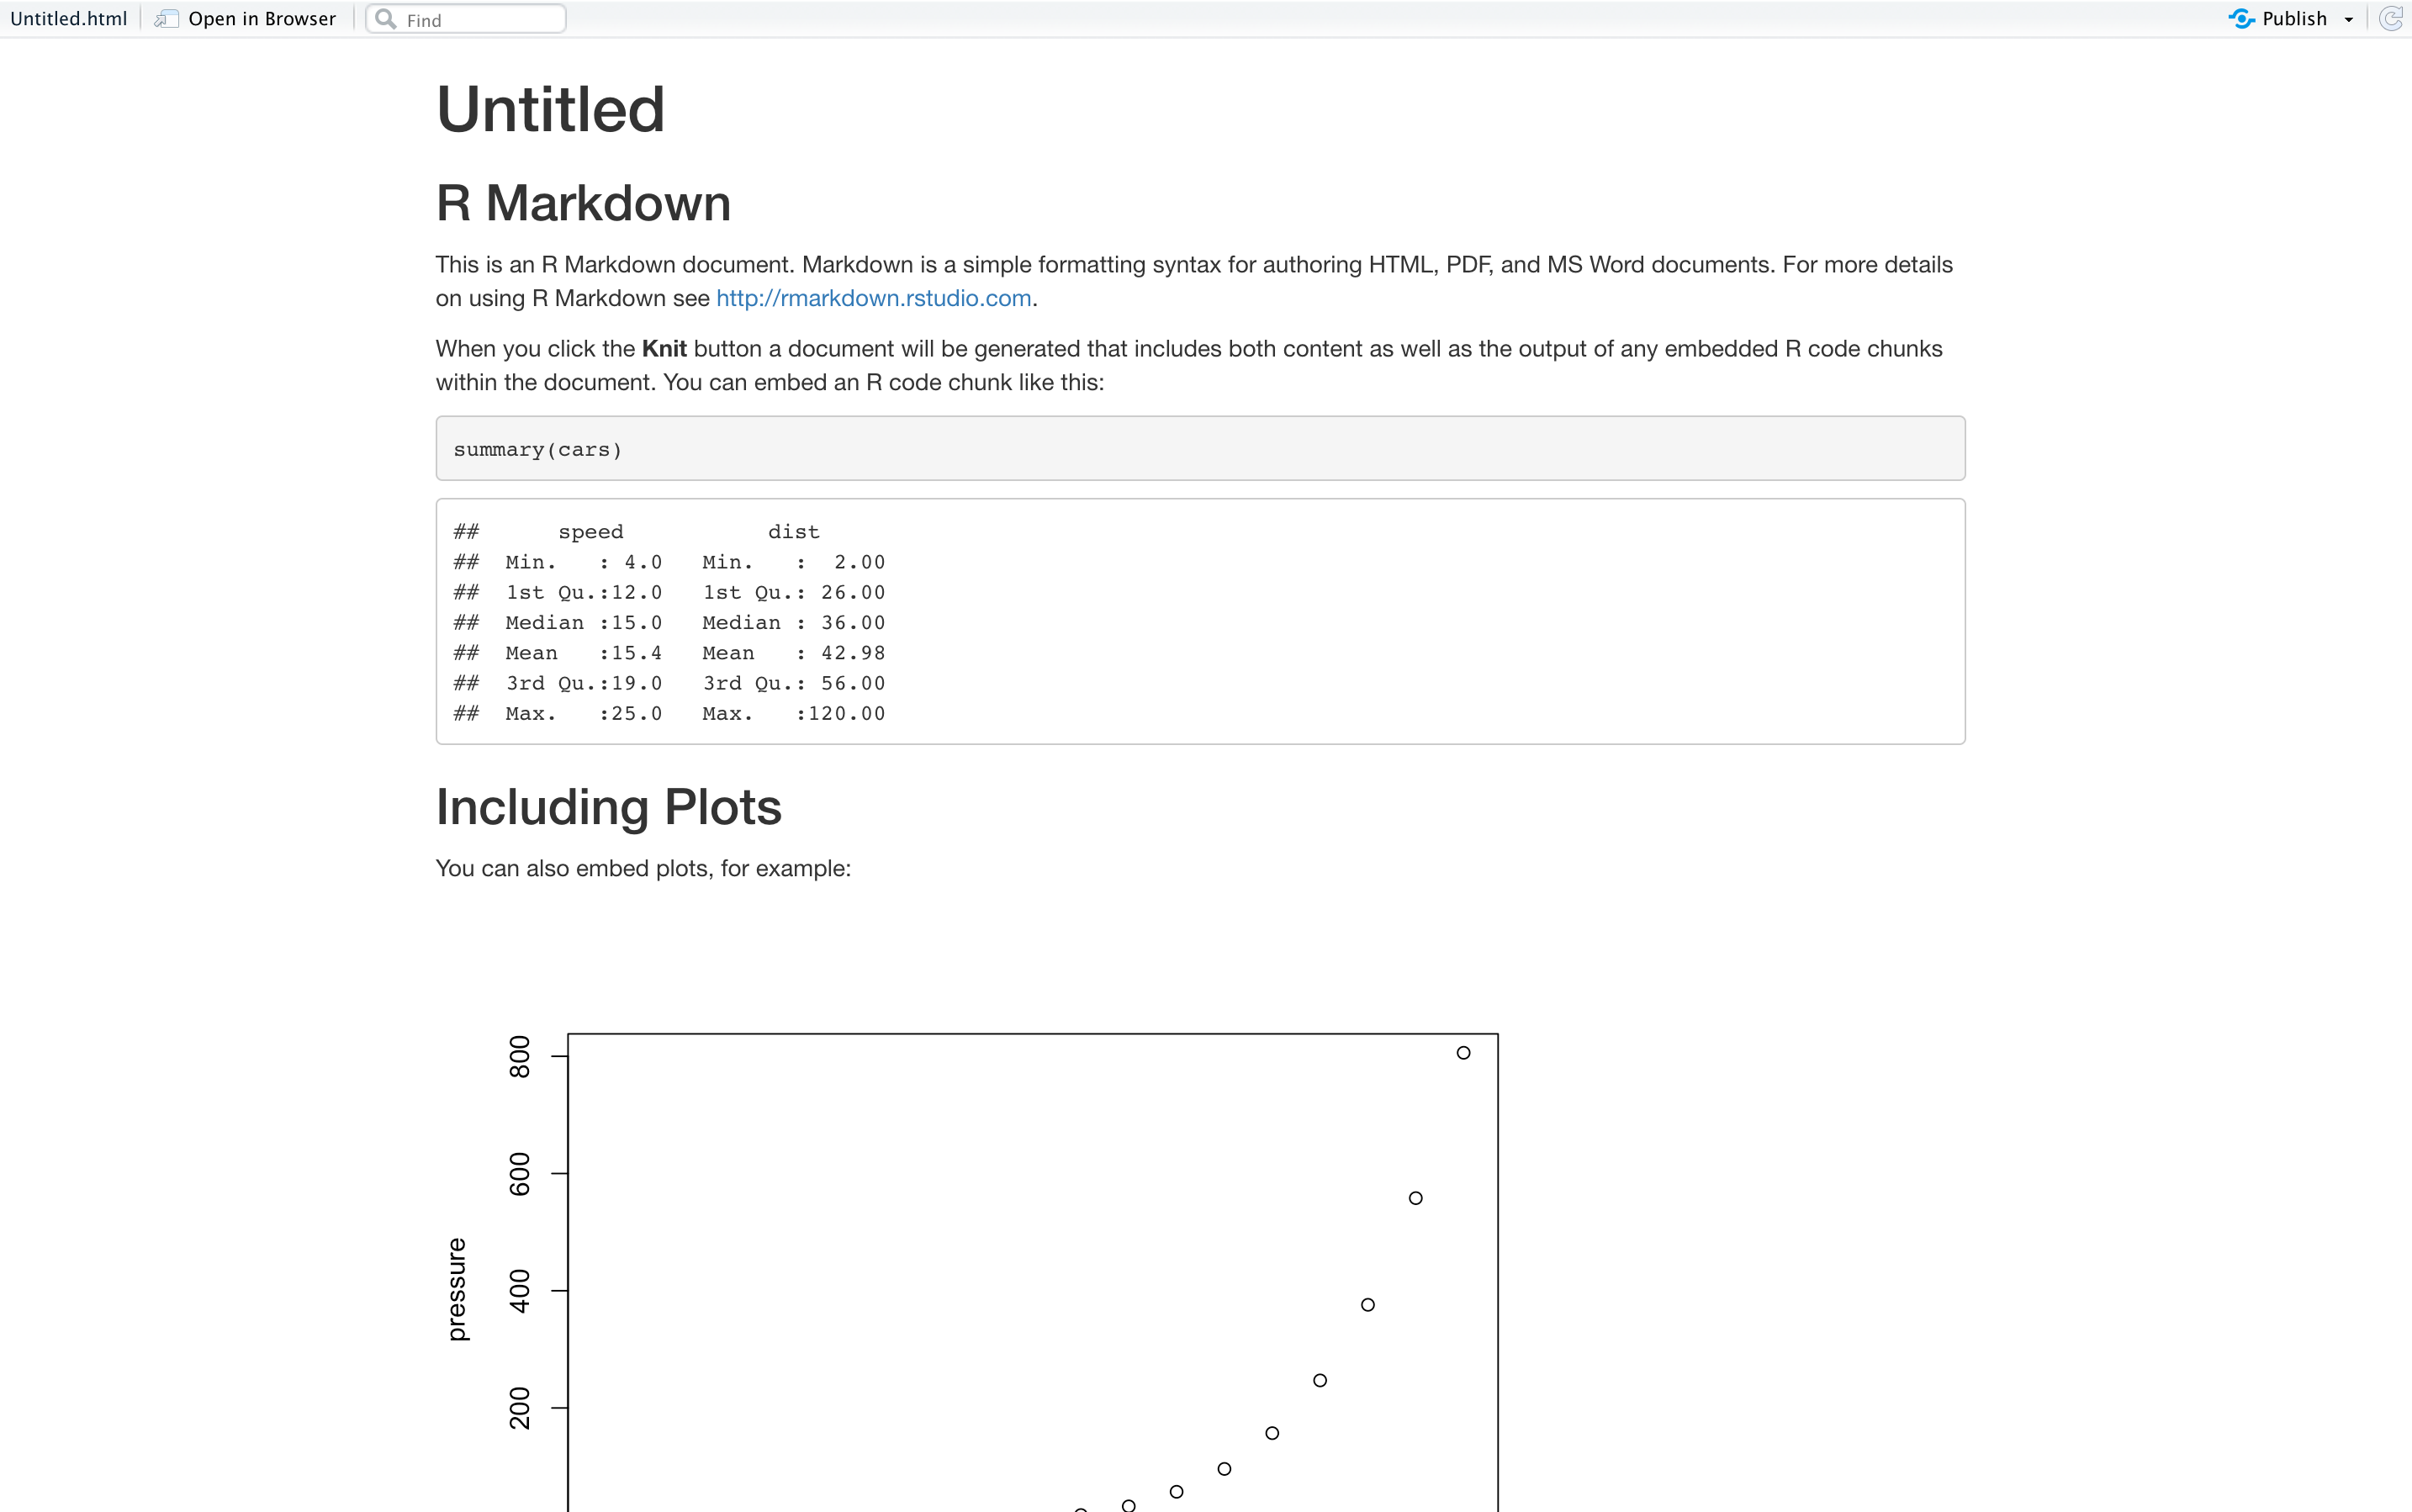 Untitled.html Open in Browser Find Publish
Untitled
R Markdown
This is an R Markdown document. Markdown is a simple formatting syntax for authoring HTML, PDF, and MS Word documents. For more details
on using R Markdown see http://rmarkdown.rstudio.com.
When you click the Knit button a document will be generated that includes both content as well as the output of any embedded R code chunks
within the document. You can embed an R code chunk like this:
summary(cars)
##      speed           dist
##  Min.   : 4.0   Min.   :  2.00
##  1st Qu.:12.0   1st Qu.: 26.00
##  Median :15.0   Median : 36.00
##  Mean   :15.4   Mean   : 42.98
##  3rd Qu.:19.0   3rd Qu.: 56.00
##  Max.   :25.0   Max.   :120.00
Including Plots
You can also embed plots, for example:
800
600
400
200
pressure